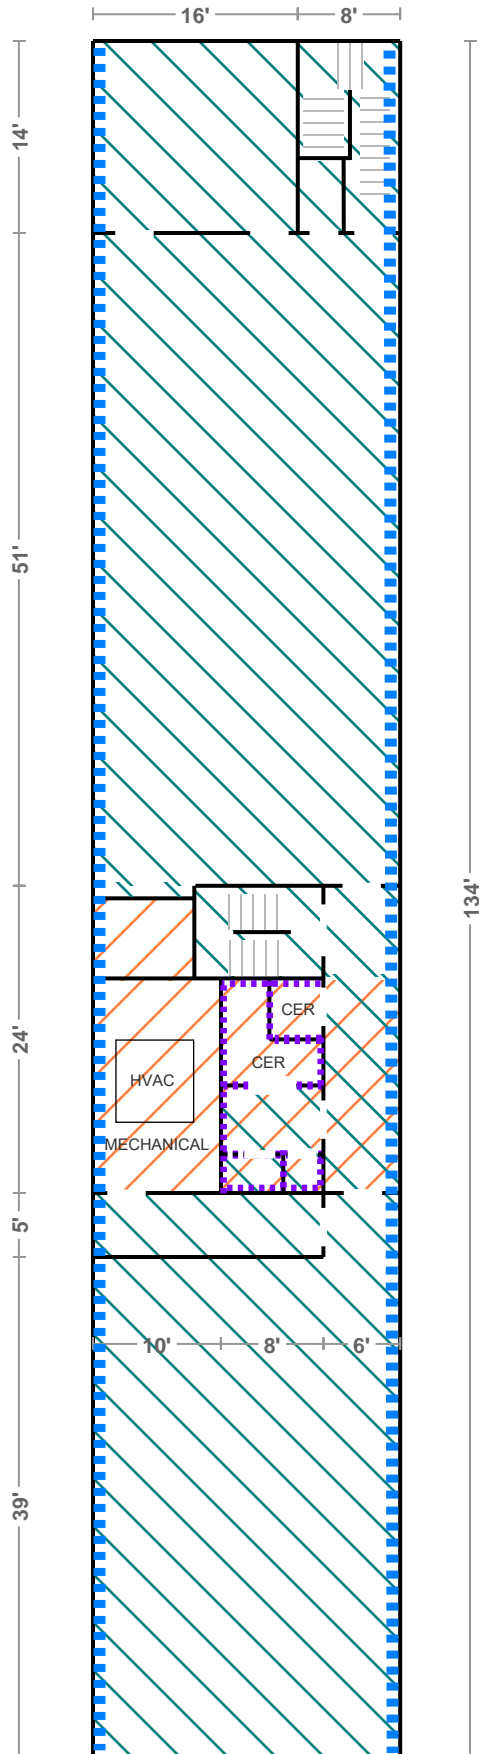 16'
8'
14'
51'
134'
CER
24'
CER
HVAC
MECHANICAL
5'
10'
8'
6'
39'